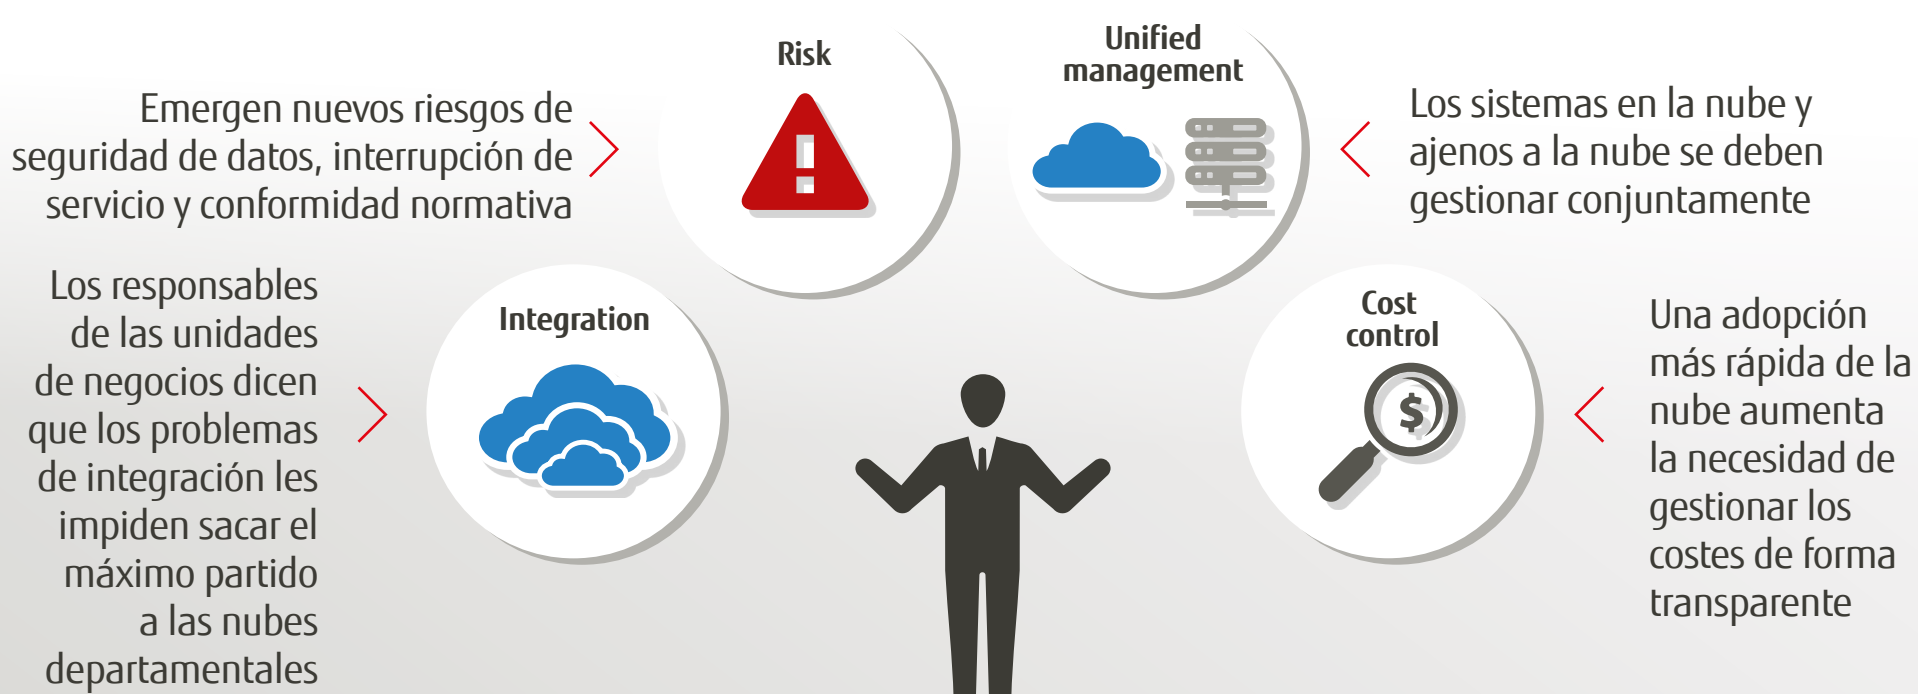 Risk
Emergen nuevos riesgos de
seguridad de datos, interrupción de
servicio y conformidad normativa
Unified
management
Los sistemas en la nube y
ajenos a la nube se deben
gestionar conjuntamente
Los responsables
de las unidades
de negocios dicen
que los problemas
de integración les
impiden sacar el
máximo partido
a las nubes
departamentales
Integration
Cost
control
$
Una adopción
más rápida de la
nube aumenta
la necesidad de
gestionar los
costes de forma
transparente